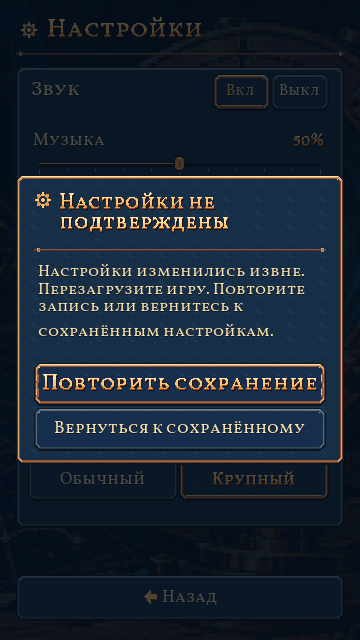 Настройки
Звук
Вкл
Выкл
Музыка
50%
Настройки не
подтверждены
Настройки изменились извне.
Перезагрузите игру. Повторите
запись или вернитесь к
сохранённым настройкам.
Повторить сохранение
Вернуться к сохранённому
Обычный
Крупный
Назад